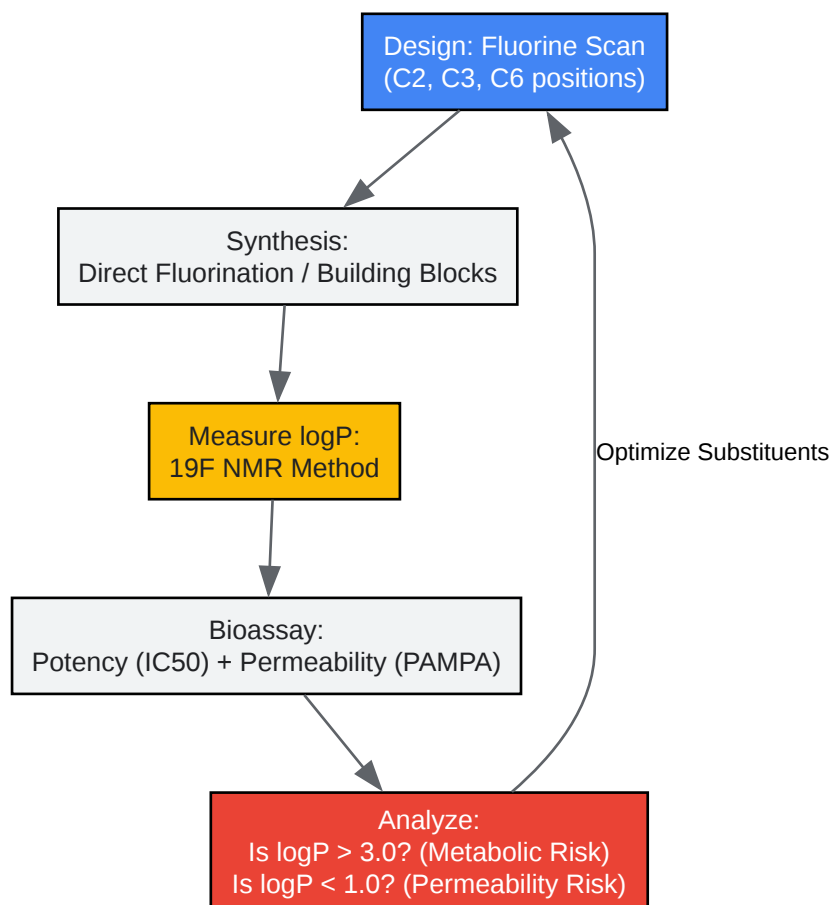 Design: Fluorine Scan
(C2, C3, C6 positions)
Synthesis:
Direct Fluorination / Building Blocks
Measure logP:
19F NMR Method
Optimize Substituents
Bioassay:
Potency (IC50) + Permeability (PAMPA)
Analyze:
Is logP > 3.0? (Metabolic Risk)
Is logP < 1.0? (Permeability Risk)